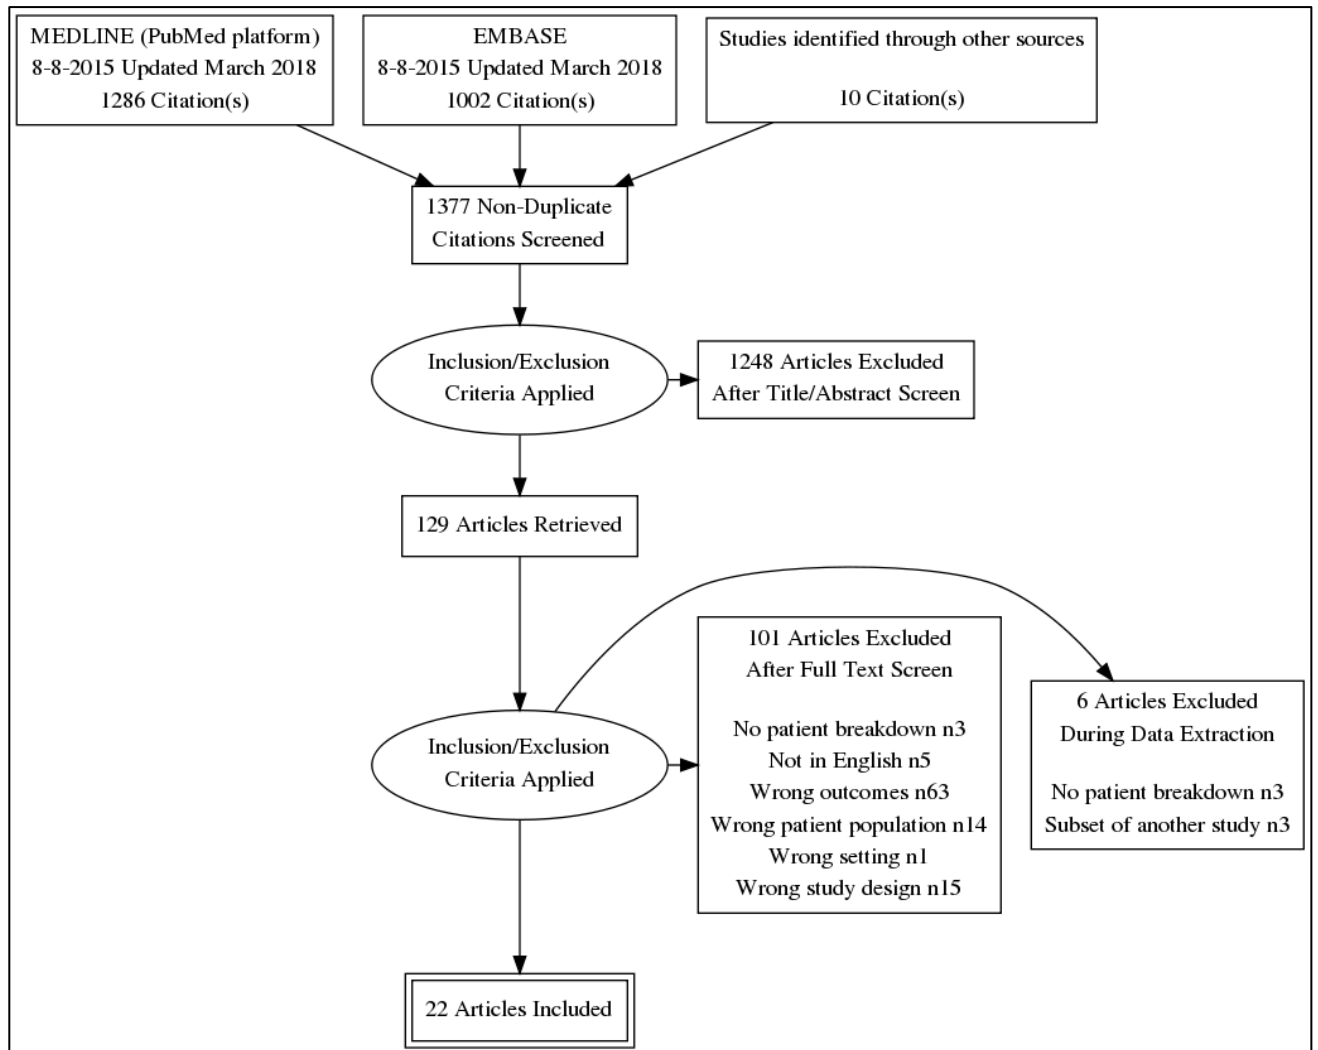 MEDLINE (PubMed platform)
8-8-2015 Updated March 2018
1286 Citation(s)
EMBASE
8-8-2015 Updated March 2018
1002 Citation(s)
Studies identified through other sources
10 Citation(s)
1377 Non-Duplicate
Citations Screened
Inclusion/Exclusion
Criteria Applied
1248 Articles Excluded
After Title/Abstract Screen
129 Articles Retrieved
Inclusion/Exclusion
Criteria Applied
101 Articles Excluded
After Full Text Screen
No patient breakdown n3
Not in English n5
Wrong outcomes n63
Wrong patient population n14
Wrong setting n1
Wrong study design n15
6 Articles Excluded
During Data Extraction
No patient breakdown n3
Subset of another study n3
22 Articles Included